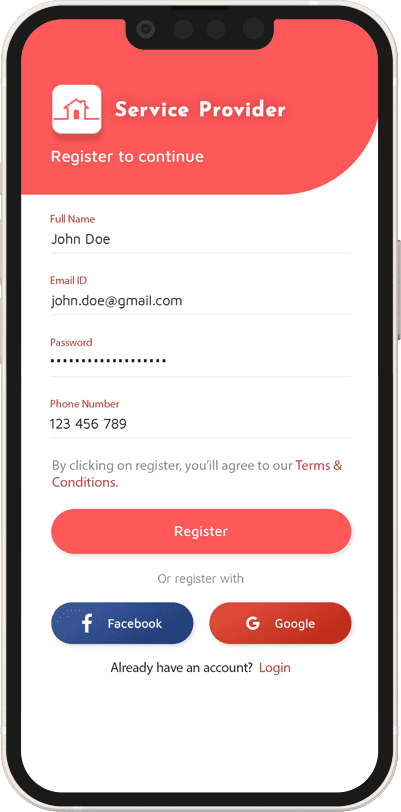 Service Provider
Register to continue
Full Name
John Doe
Email ID
john.doe@gmail.com
Password
•••••••••••••••••••
Phone Number
123 456 789
By clicking on register, you'ill agree to our Terms &
Conditions.
Register
Or register with
f Facebook
G Google
Already have an account? Login